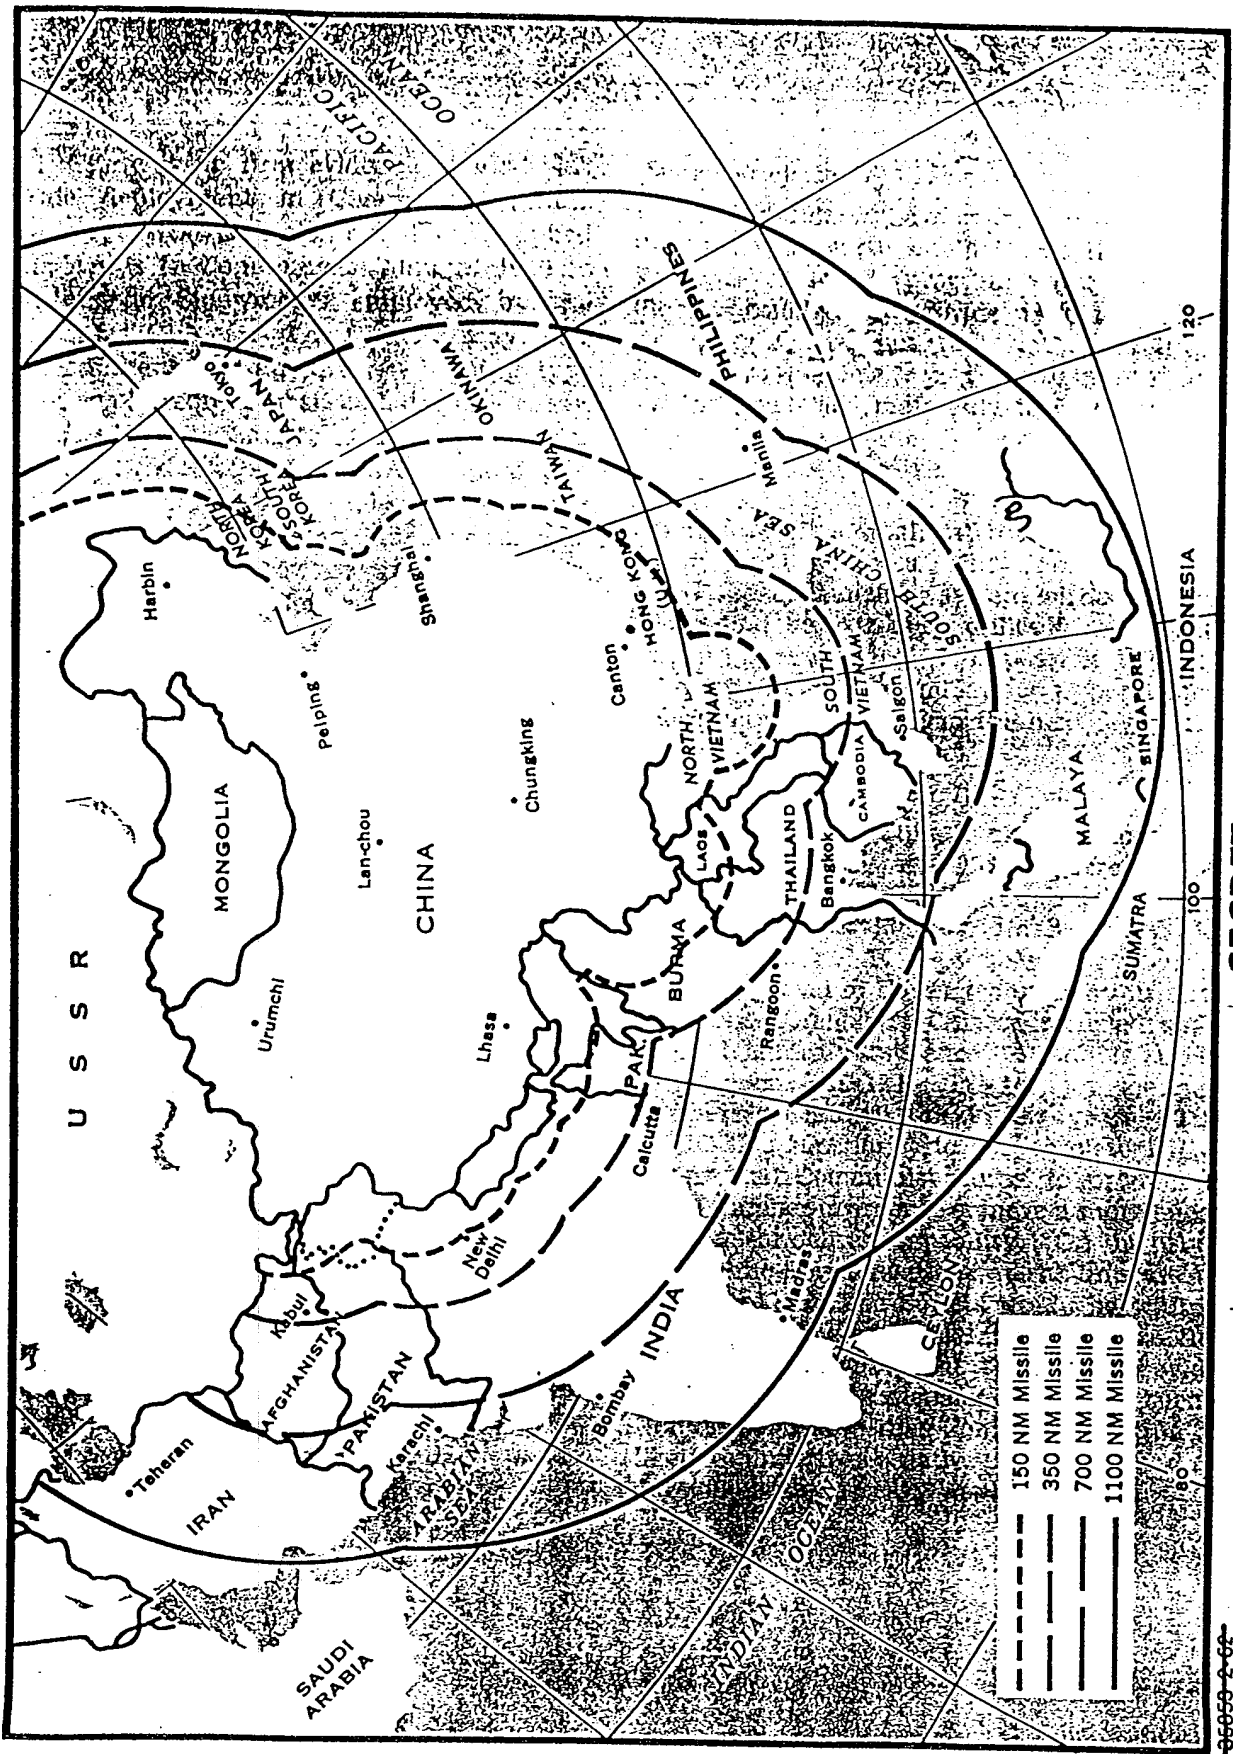 U S S R
MONGOLIA
Harbin
Urumchi
Peiping
Lan-chou
CHINA
Chungking
Shanghai
Lhasa
Canton
HONG KONG
(U.K.)
NORTH
KOREA
SOUTH
KOREA
JAPAN
Tokyo
OKINAWA
TAIWAN
PACIFIC
OCEAN
PHILIPPINES
Manila
SOUTH CHINA SEA
NORTH
VIETNAM
SOUTH
VIETNAM
Saigon
LAOS
CAMBODIA
THAILAND
Bangkok
BURMA
Rangoon
PAK.
Calcutta
New
Delhi
INDIA
Madras
Bombay
CEYLON
Kabul
AFGHANISTAN
PAKISTAN
Karachi
ARABIAN
SEA
Teheran
IRAN
SAUDI
ARABIA
INDIAN OCEAN
MALAYA
SINGAPORE
SUMATRA
INDONESIA
80
100
120
150 NM Missile
350 NM Missile
700 NM Missile
1100 NM Missile